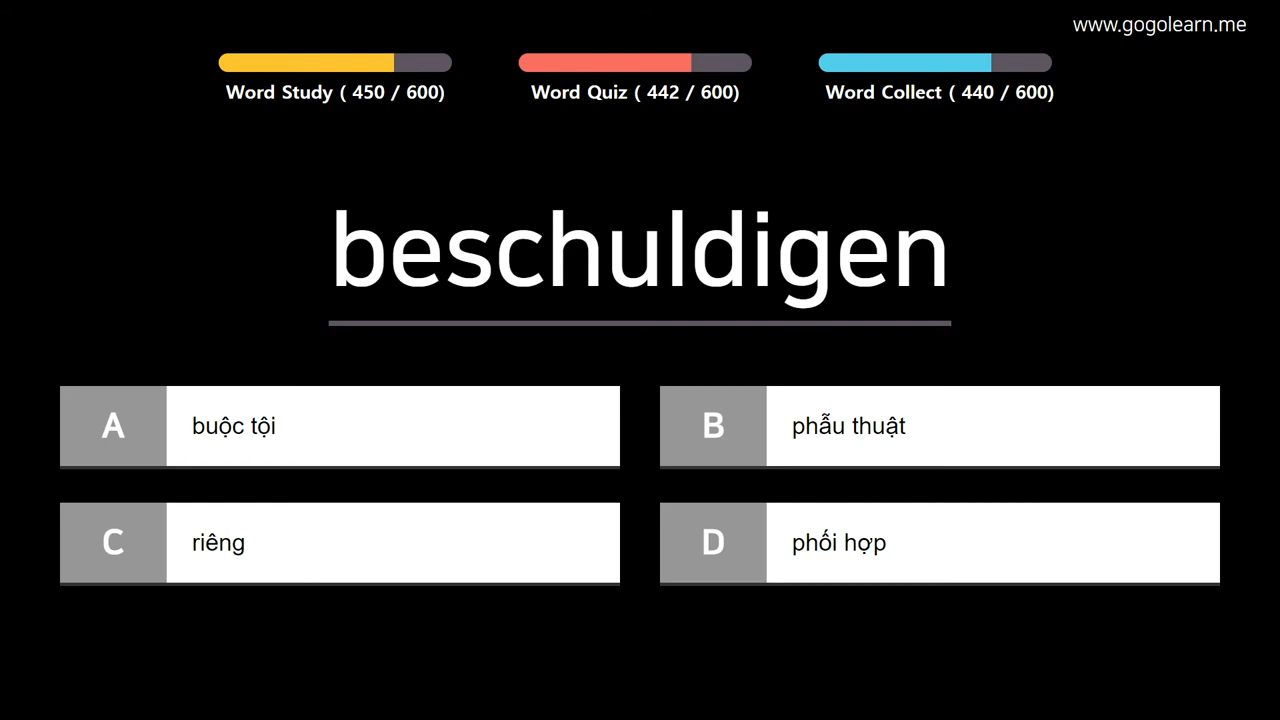 www.gogolearn.me
Word Study ( 450 / 600)
Word Quiz ( 442 / 600)
Word Collect ( 440 / 600)
beschuldigen
A buộc tội
B phẫu thuật
C riêng
D phối hợp